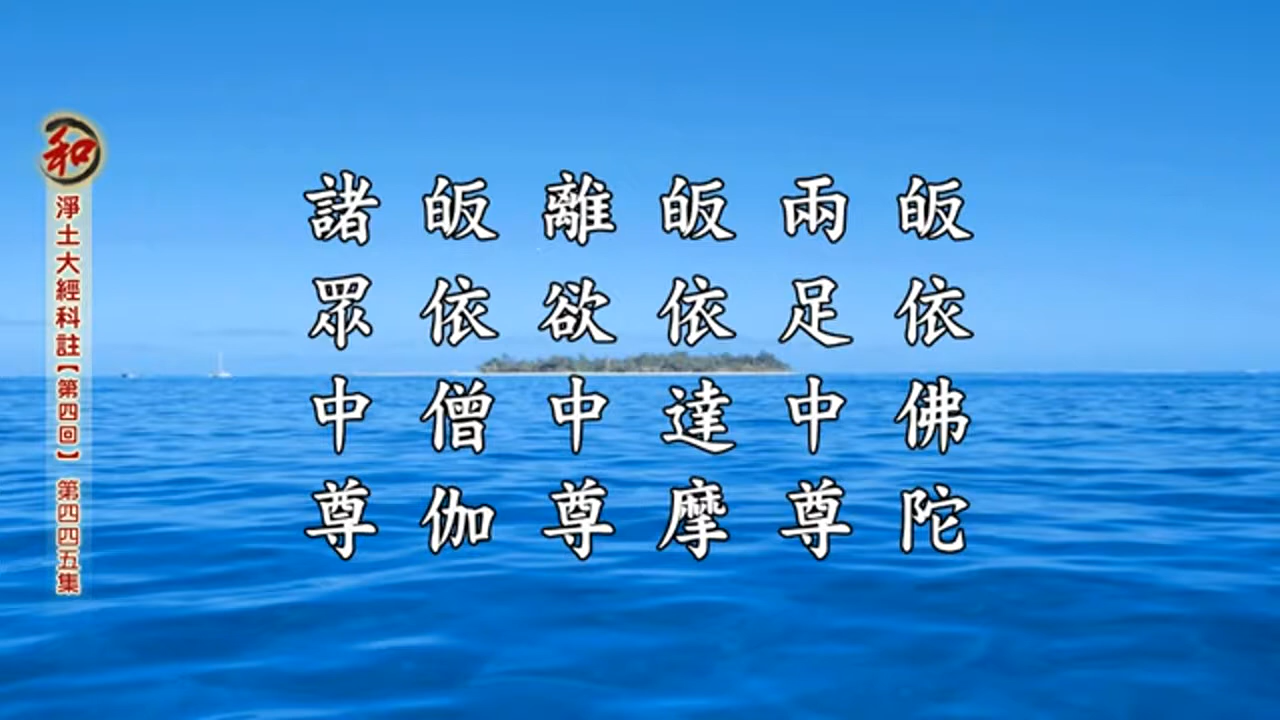 皈依佛陀
兩足中尊
皈依達摩
離欲中尊
皈依僧伽
諸眾中尊
和
淨土大經科註【第四回】 第四四五集